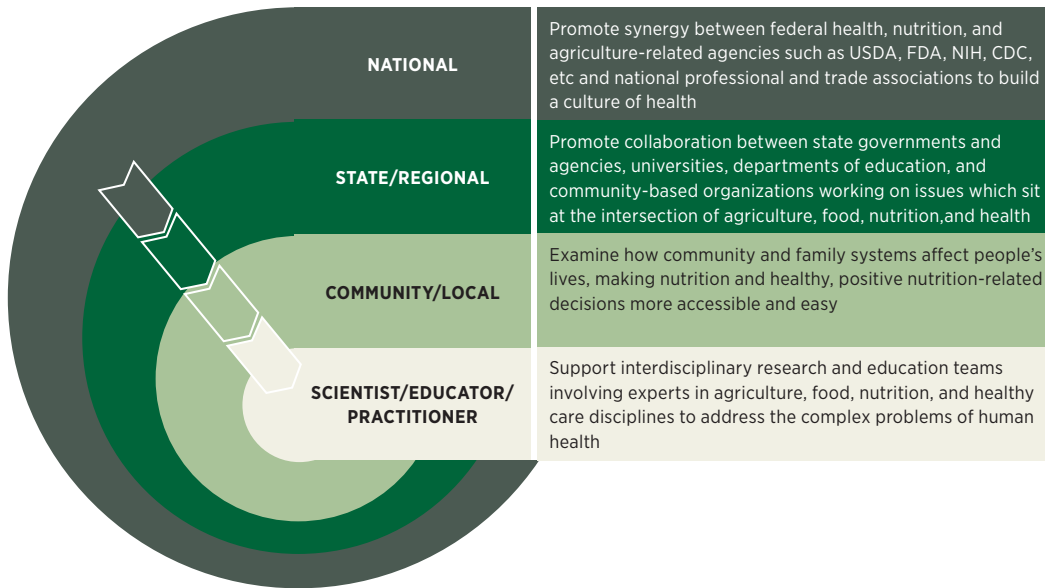 NATIONAL
Promote synergy between federal health, nutrition, and
agriculture-related agencies such as USDA, FDA, NIH, CDC,
etc and national professional and trade associations to build
a culture of health
STATE/REGIONAL
Promote collaboration between state governments and
agencies, universities, departments of education, and
community-based organizations working on issues which sit
at the intersection of agriculture, food, nutrition,and health
COMMUNITY/LOCAL
Examine how community and family systems affect people’s
lives, making nutrition and healthy, positive nutrition-related
decisions more accessible and easy
SCIENTIST/EDUCATOR/
PRACTITIONER
Support interdisciplinary research and education teams
involving experts in agriculture, food, nutrition, and healthy
care disciplines to address the complex problems of human
health